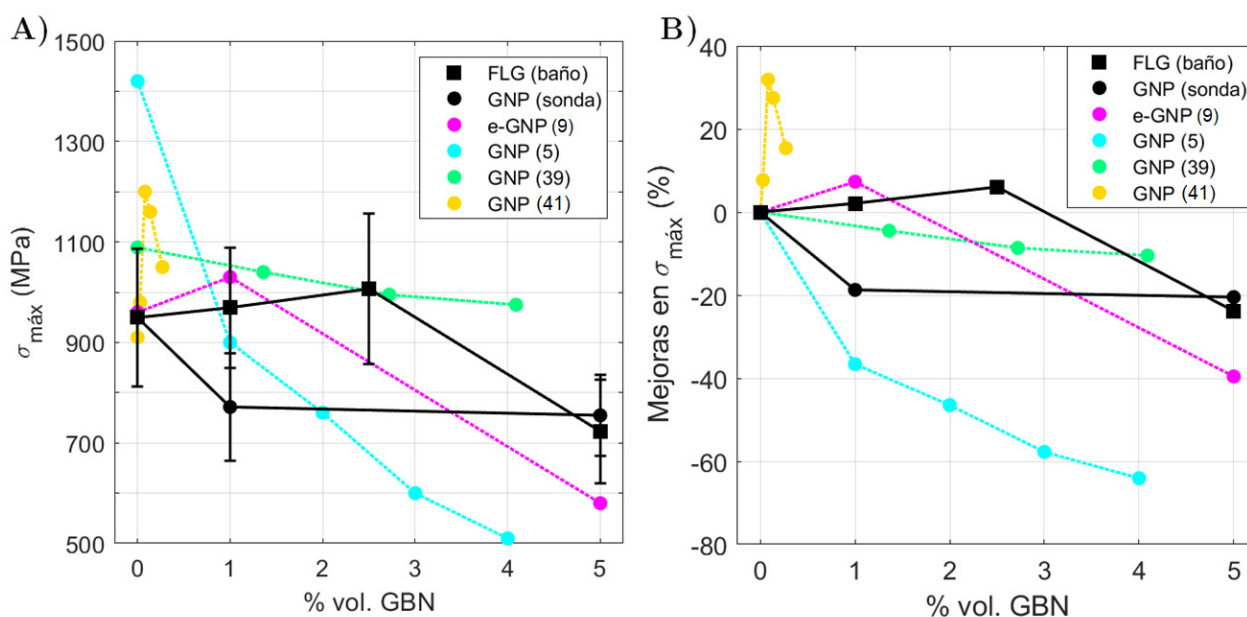 A)
1500
1300
1100
900
700
500
σmáx (MPa)
0 1 2 3 4 5
% vol. GBN
FLG (baño)
GNP (sonda)
e-GNP (9)
GNP (5)
GNP (39)
GNP (41)
B)
40
20
0
-20
-40
-60
-80
Mejoras en σmáx (%)
0 1 2 3 4 5
% vol. GBN
FLG (baño)
GNP (sonda)
e-GNP (9)
GNP (5)
GNP (39)
GNP (41)